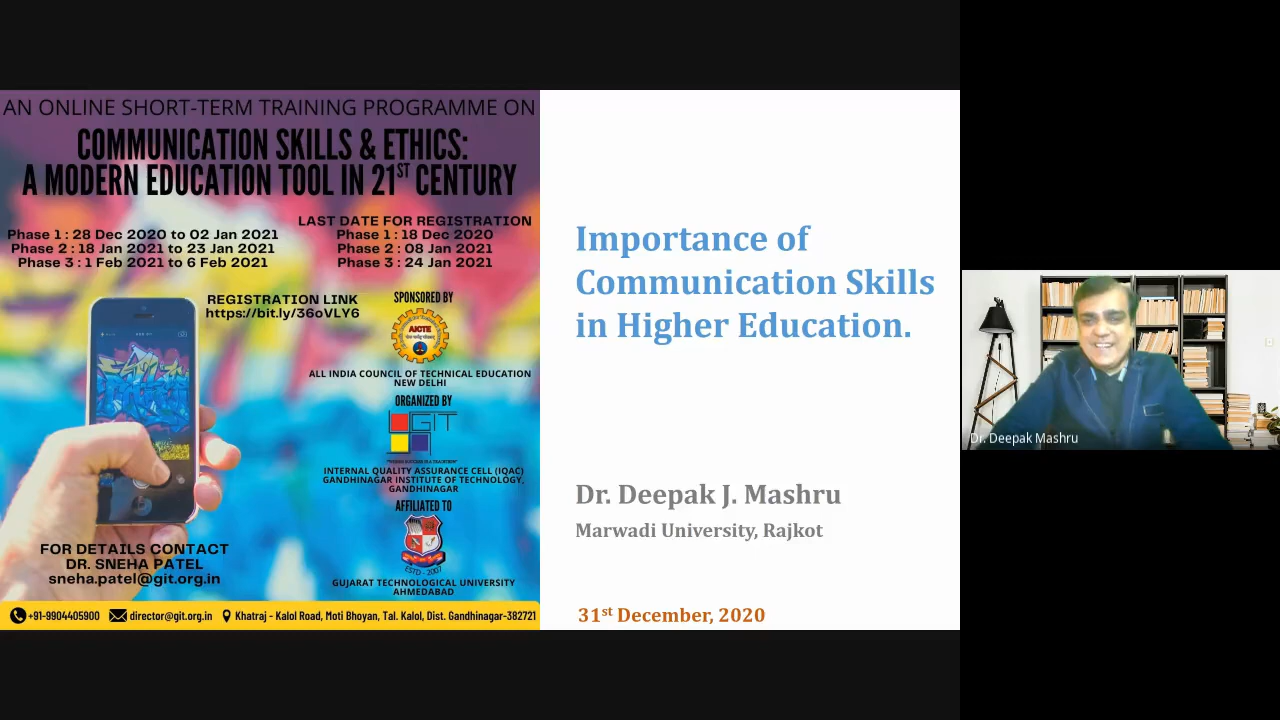 AN ONLINE SHORT-TERM TRAINING PROGRAMME ON
COMMUNICATION SKILLS & ETHICS:
A MODERN EDUCATION TOOL IN 21ST CENTURY
Phase 1 : 28 Dec 2020 to 02 Jan 2021
Phase 2 : 18 Jan 2021 to 23 Jan 2021
Phase 3 : 1 Feb 2021 to 6 Feb 2021
LAST DATE FOR REGISTRATION
Phase 1 : 18 Dec 2020
Phase 2 : 08 Jan 2021
Phase 3 : 24 Jan 2021
REGISTRATION LINK
https://bit.ly/36oVLY6
SPONSORED BY
AICTE
ALL INDIA COUNCIL OF TECHNICAL EDUCATION
NEW DELHI
ORGANIZED BY
GIT
INTERNAL QUALITY ASSURANCE CELL (IQAC)
GANDHINAGAR INSTITUTE OF TECHNOLOGY,
GANDHINAGAR
AFFILIATED TO
ESTD - 2007
GUJARAT TECHNOLOGICAL UNIVERSITY
AHMEDABAD
FOR DETAILS CONTACT
DR. SNEHA PATEL
sneha.patel@git.org.in
+91-9904405900 director@git.org.in Khatraj - Kalol Road, Moti Bhoyan, Tal. Kalol, Dist. Gandhinagar-382721
Importance of
Communication Skills
in Higher Education.
Dr. Deepak J. Mashru
Marwadi University, Rajkot
31st December, 2020
Dr. Deepak Mashru